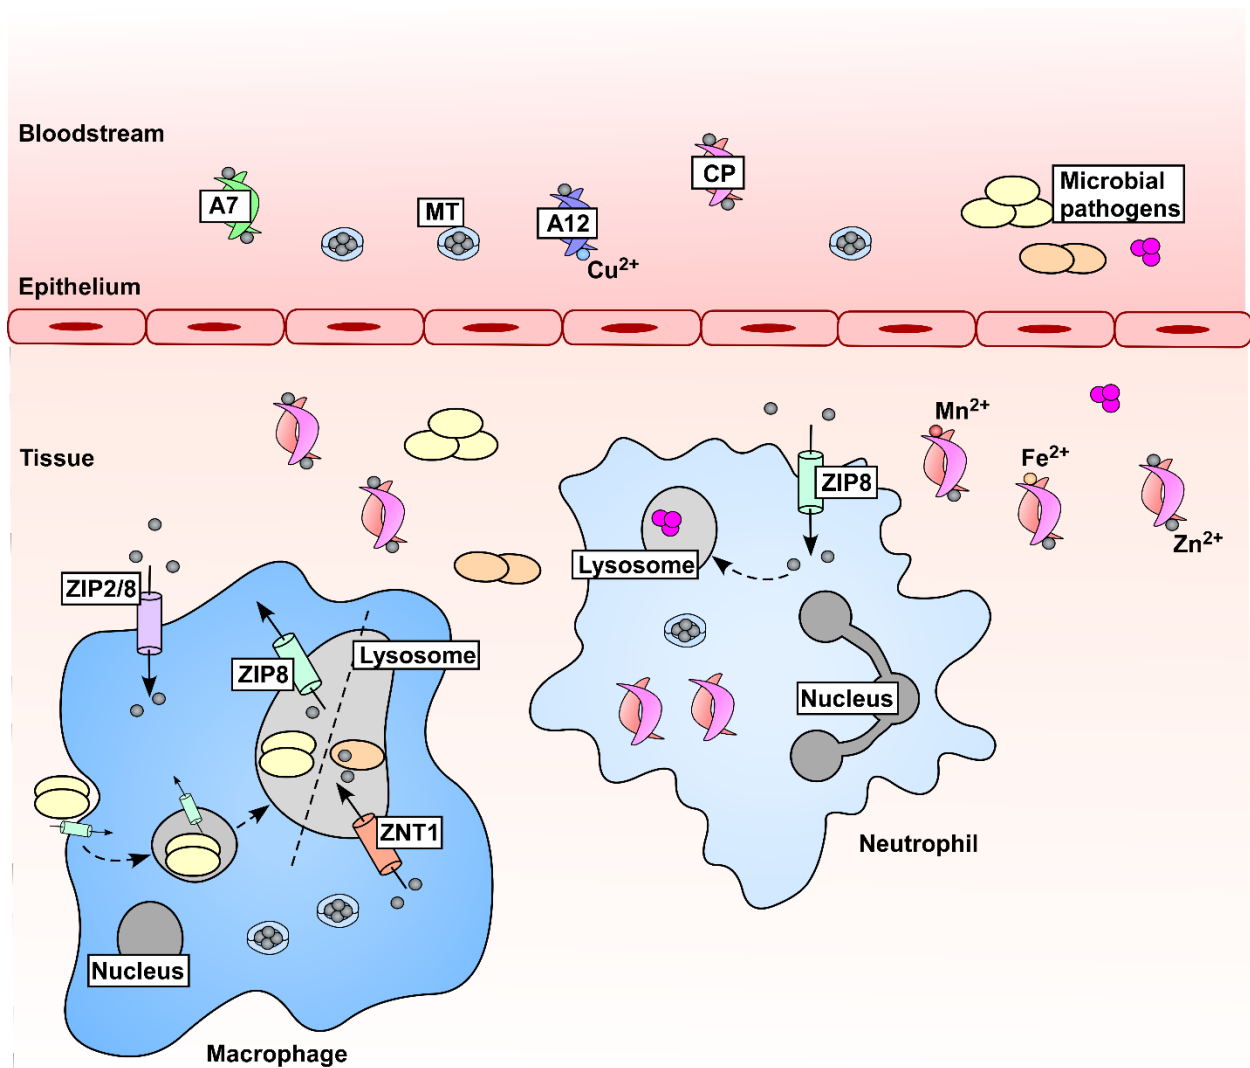 Bloodstream
CP
Microbial
pathogens
A7
MT
A12
Cu2+
Epithelium
Mn2+
Tissue
Fe2+
ZIP8
Zn2+
Lysosome
ZIP2/8
Lysosome
ZIP8
Nucleus
ZNT1
Neutrophil
Nucleus
Macrophage